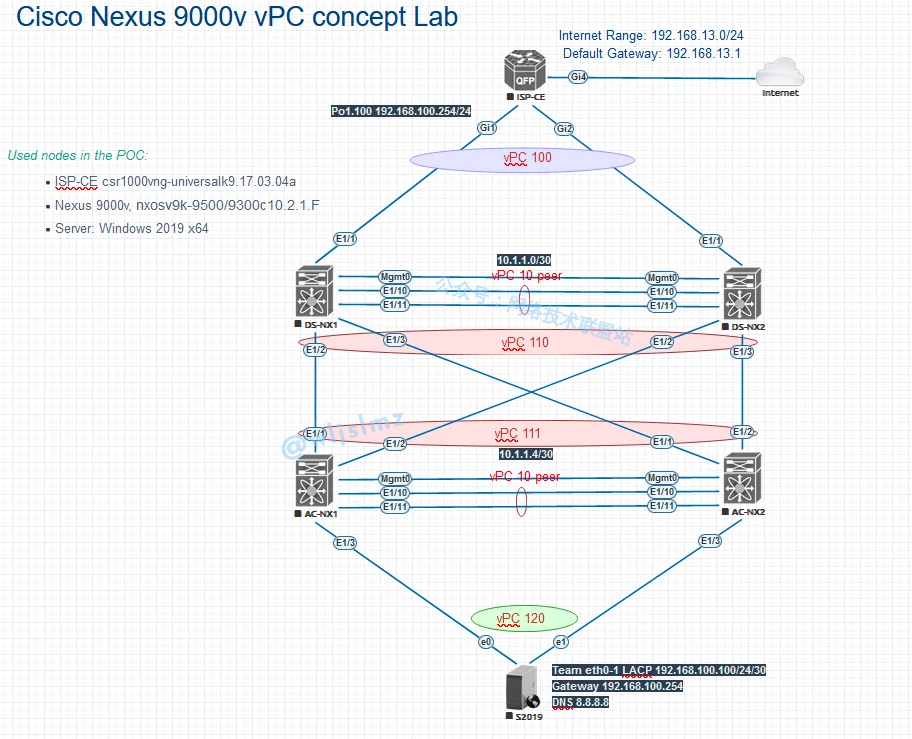 Cisco Nexus 9000v vPC concept Lab
Internet Range: 192.168.13.0/24
Default Gateway: 192.168.13.1
QFP
Gi4
ISP-CE
Internet
Po1.100 192.168.100.254/24
Gi1
Gi2
Used nodes in the POC:
vPC 100
ISP-CE csr1000vng-universalk9.17.03.04a
Nexus 9000v, nxosv9k-9500/9300c10.2.1.F
Server: Windows 2019 x64
E1/1
E1/1
10.1.1.0/30
Mgmt0
vPC 10 peer
Mgmt0
E1/10
E1/10
E1/11
E1/11
公众号:网络技术联盟站
DS-NX1
DS-NX2
E1/2
E1/3
vPC 110
E1/2
E1/3
@wljslmz
E1/1
E1/2
vPC 111
E1/1
E1/2
10.1.1.4/30
Mgmt0
vPC 10 peer
Mgmt0
E1/10
E1/10
E1/11
E1/11
AC-NX1
AC-NX2
E1/3
E1/3
vPC 120
e0
e1
Team eth0-1 LACP 192.168.100.100/24/30
Gateway 192.168.100.254
DNS 8.8.8.8
S2019